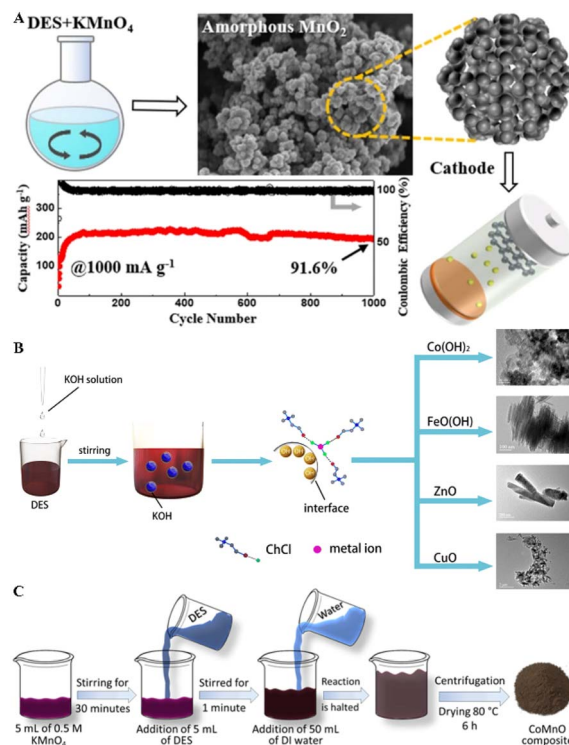 A
DES+KMnO₄
Amorphous MnO₂
Cathode
Capacity (mAh g⁻¹)
300
200
100
@1000 mA g⁻¹
91.6%
100
50
Coulombic Efficiency (%)
0 200 400 600 800 1000
Cycle Number
B
KOH solution
DES
stirring
KOH
interface
ChCl
metal ion
Co(OH)₂
FeO(OH)
ZnO
CuO
C
DES
Water
Stirring for
30 minutes
Stirred for
1 minute
Reaction
is halted
Centrifugation
Drying 80 °C
6 h
5 mL of 0.5 M
KMnO₄
Addition of 5 mL
of DES
Addition of 50 mL
of DI water
CoMnO
composite